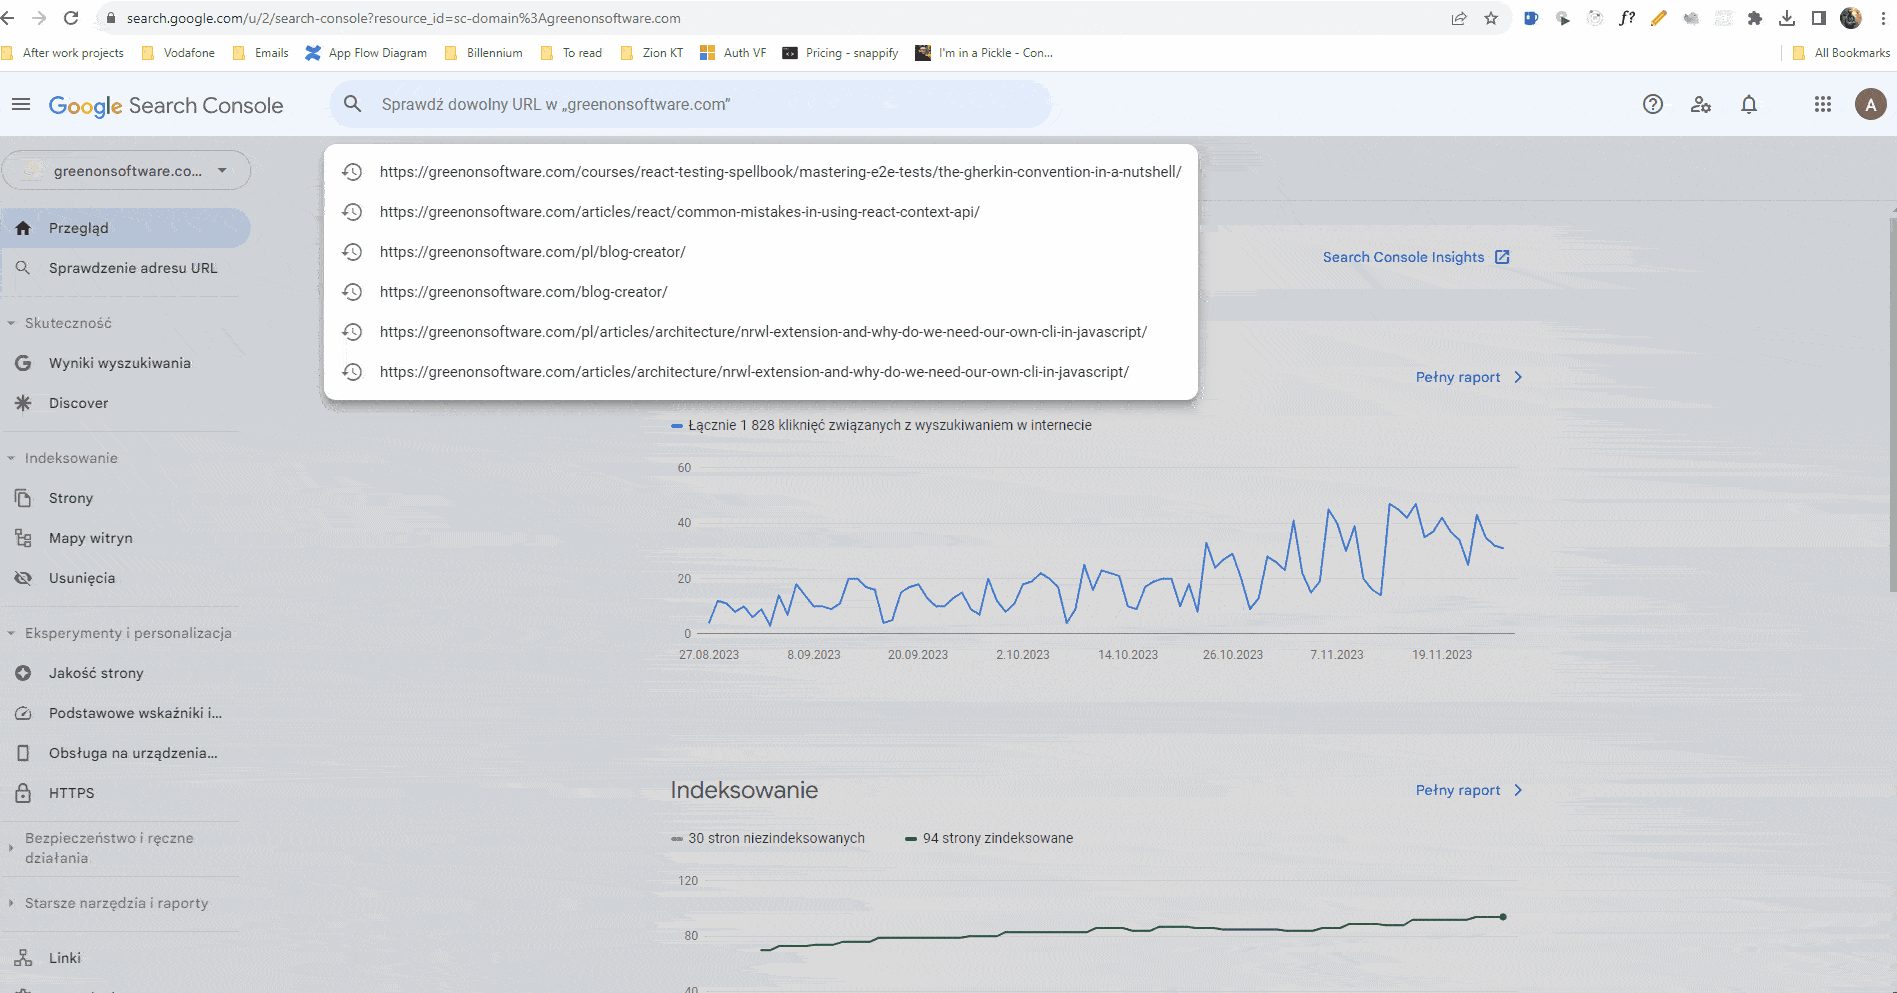 search.google.com/u/2/search-console?resource_id=sc-domain%3Agreenonsoftware.com
f?
After work projects
Vodafone
Emails
App Flow Diagram
Billennium
To read
Zion KT
Auth VF
Pricing - snappify
I'm in a Pickle - Con...
All Bookmarks
Google Search Console
Sprawdź dowolny URL w „greenonsoftware.com”
A
greenonsoftware.co...
https://greenonsoftware.com/courses/react-testing-spellbook/mastering-e2e-tests/the-gherkin-convention-in-a-nutshell/
https://greenonsoftware.com/articles/react/common-mistakes-in-using-react-context-api/
https://greenonsoftware.com/pl/blog-creator/
https://greenonsoftware.com/blog-creator/
https://greenonsoftware.com/pl/articles/architecture/nrwl-extension-and-why-do-we-need-our-own-cli-in-javascript/
https://greenonsoftware.com/articles/architecture/nrwl-extension-and-why-do-we-need-our-own-cli-in-javascript/
Przegląd
Sprawdzenie adresu URL
Skuteczność
Wyniki wyszukiwania
Discover
Indeksowanie
Strony
Mapy witryn
Usunięcia
Eksperymenty i personalizacja
Jakość strony
Podstawowe wskaźniki i...
Obsługa na urządzenia...
HTTPS
Bezpieczeństwo i ręczne
działania
Starsze narzędzia i raporty
Linki
Search Console Insights
Pełny raport
Łącznie 1 828 kliknięć związanych z wyszukiwaniem w internecie
60
40
20
0
27.08.2023
8.09.2023
20.09.2023
2.10.2023
14.10.2023
26.10.2023
7.11.2023
19.11.2023
Indeksowanie
Pełny raport
30 stron niezindeksowanych
94 strony zindeksowane
120
80
40